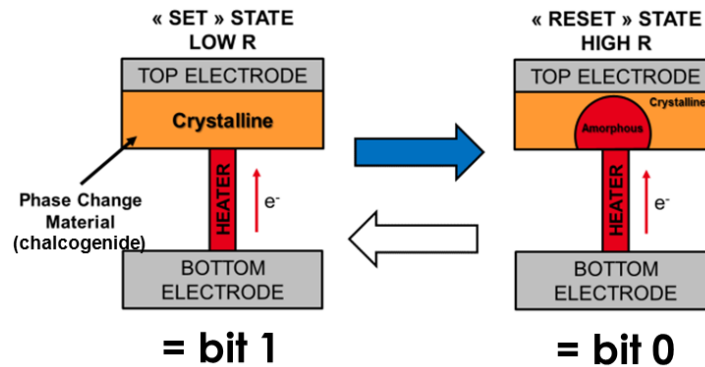 « SET » STATE
LOW R
TOP ELECTRODE
Crystalline
Phase Change
Material
(chalcogenide)
HEATER
e-
BOTTOM
ELECTRODE
= bit 1
« RESET » STATE
HIGH R
TOP ELECTRODE
Crystalline
Amorphous
HEATER
e-
BOTTOM
ELECTRODE
= bit 0